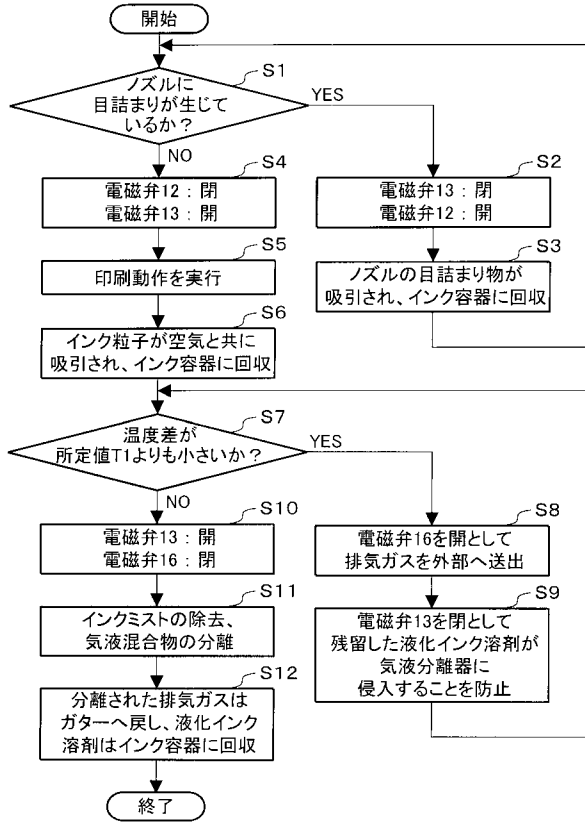 開始
S1
ノズルに
目詰まりが生じて
いるか？
YES
NO
S4
電磁弁12：閉
電磁弁13：開
S2
電磁弁13：閉
電磁弁12：開
S5
印刷動作を実行
S3
ノズルの目詰まり物が
吸引され、インク容器に回収
S6
インク粒子が空気と共に
吸引され、インク容器に回収
S7
温度差が
所定値T1よりも小さいか？
YES
NO
S10
電磁弁13：開
電磁弁16：閉
S8
電磁弁16を開として
排気ガスを外部へ送出
S11
インクミストの除去、
気液混合物の分離
S9
電磁弁13を閉として
残留した液化インク溶剤が
気液分離器に
侵入することを防止
S12
分離された排気ガスは
ガターへ戻し、液化インク
溶剤はインク容器に回収
終了